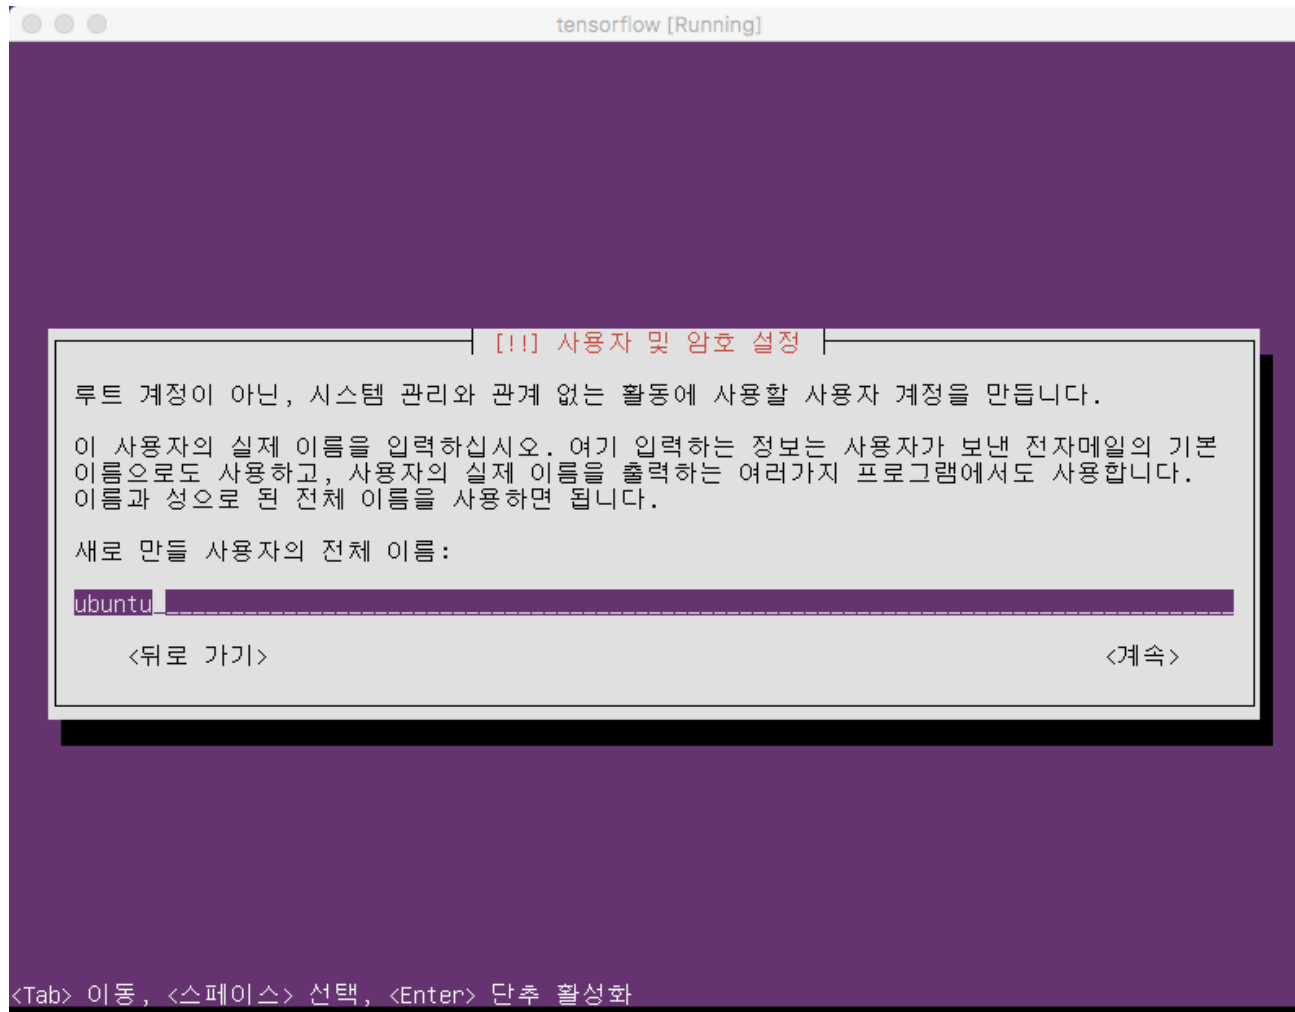 tensorflow [Running]
[!!] 사용자 및 암호 설정
루트 계정이 아닌, 시스템 관리와 관계 없는 활동에 사용할 사용자 계정을 만듭니다.
이 사용자의 실제 이름을 입력하십시오. 여기 입력하는 정보는 사용자가 보낸 전자메일의 기본
이름으로도 사용하고, 사용자의 실제 이름을 출력하는 여러가지 프로그램에서도 사용합니다.
이름과 성으로 된 전체 이름을 사용하면 됩니다.
새로 만들 사용자의 전체 이름:
ubuntu
<뒤로 가기> <계속>
<Tab> 이동, <스페이스> 선택, <Enter> 단추 활성화